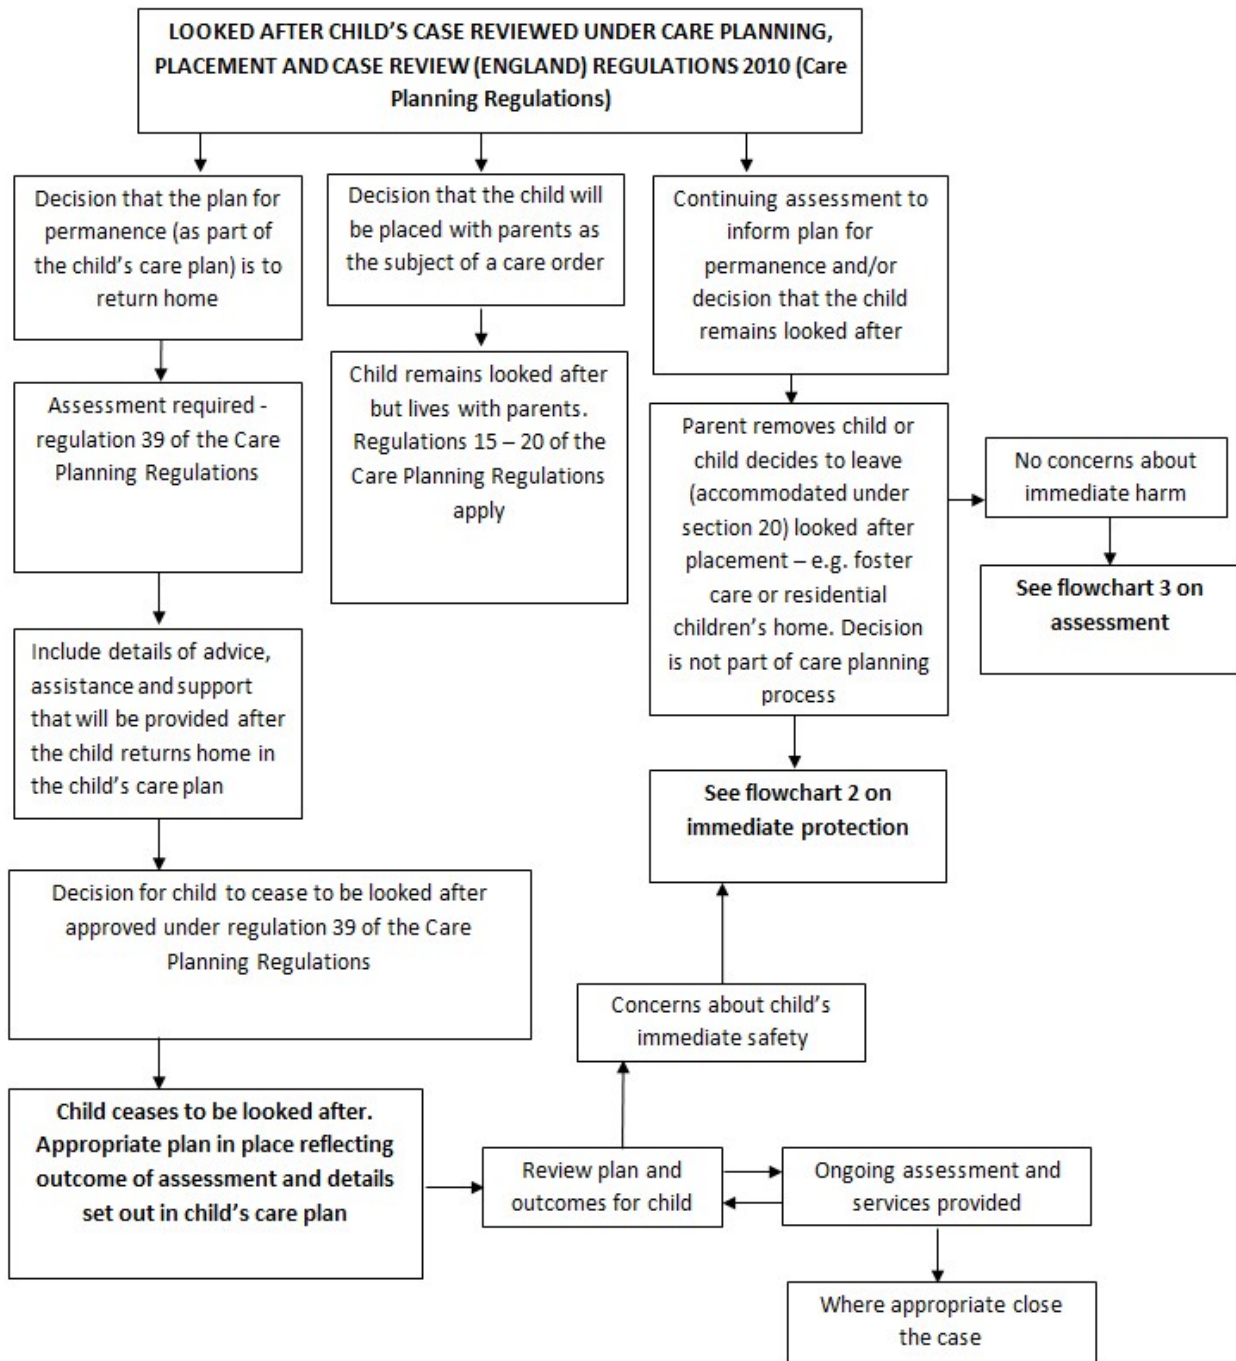 LOOKED AFTER CHILD'S CASE REVIEWED UNDER CARE PLANNING,
PLACEMENT AND CASE REVIEW (ENGLAND) REGULATIONS 2010 (Care
Planning Regulations)
Decision that the plan for
permanence (as part of
the child's care plan) is to
return home
Decision that the child will
be placed with parents as
the subject of a care order
Continuing assessment to
inform plan for
permanence and/or
decision that the child
remains looked after
Assessment required -
regulation 39 of the Care
Planning Regulations
Child remains looked after
but lives with parents.
Regulations 15 – 20 of the
Care Planning Regulations
apply
Parent removes child or
child decides to leave
(accommodated under
section 20) looked after
placement – e.g. foster
care or residential
children's home. Decision
is not part of care planning
process
No concerns about
immediate harm
See flowchart 3 on
assessment
Include details of advice,
assistance and support
that will be provided after
the child returns home in
the child's care plan
See flowchart 2 on
immediate protection
Decision for child to cease to be looked after
approved under regulation 39 of the Care
Planning Regulations
Concerns about child's
immediate safety
Child ceases to be looked after.
Appropriate plan in place reflecting
outcome of assessment and details
set out in child's care plan
Review plan and
outcomes for child
Ongoing assessment and
services provided
Where appropriate close
the case